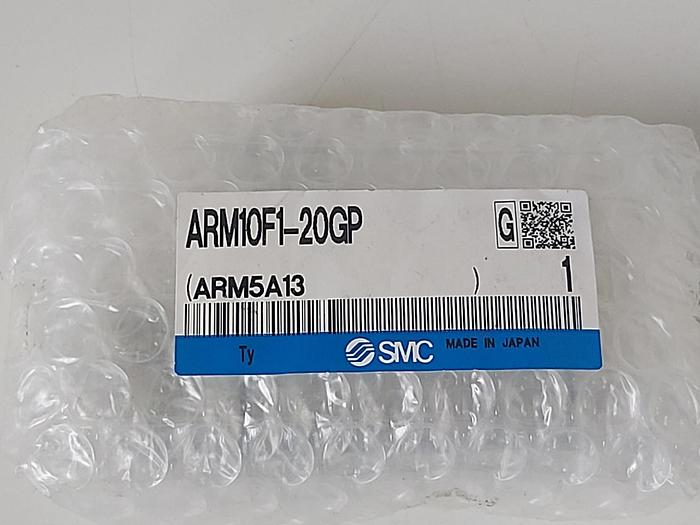 ARM10F1-20GP
G
(ARM5A13 )
1
Ty
SMC
MADE IN JAPAN